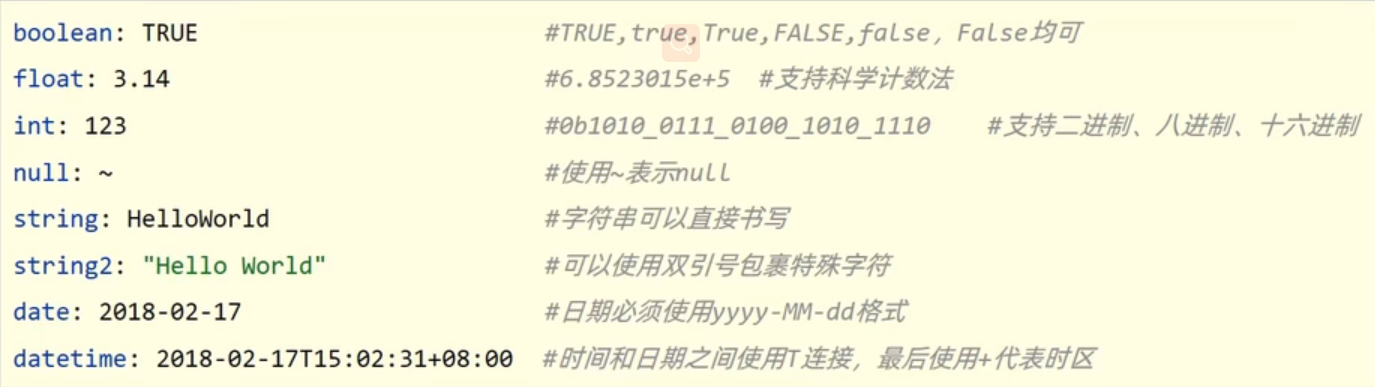 boolean: TRUE #TRUE,true,True,FALSE,false，False均可
float: 3.14 #6.8523015e+5 #支持科学计数法
int: 123 #0b1010_0111_0100_1010_1110 #支持二进制、八进制、十六进制
null: ~ #使用~表示null
string: HelloWorld #字符串可以直接书写
string2: "Hello World" #可以使用双引号包裹特殊字符
date: 2018-02-17 #日期必须使用yyyy-MM-dd格式
datetime: 2018-02-17T15:02:31+08:00 #时间和日期之间使用T连接，最后使用+代表时区